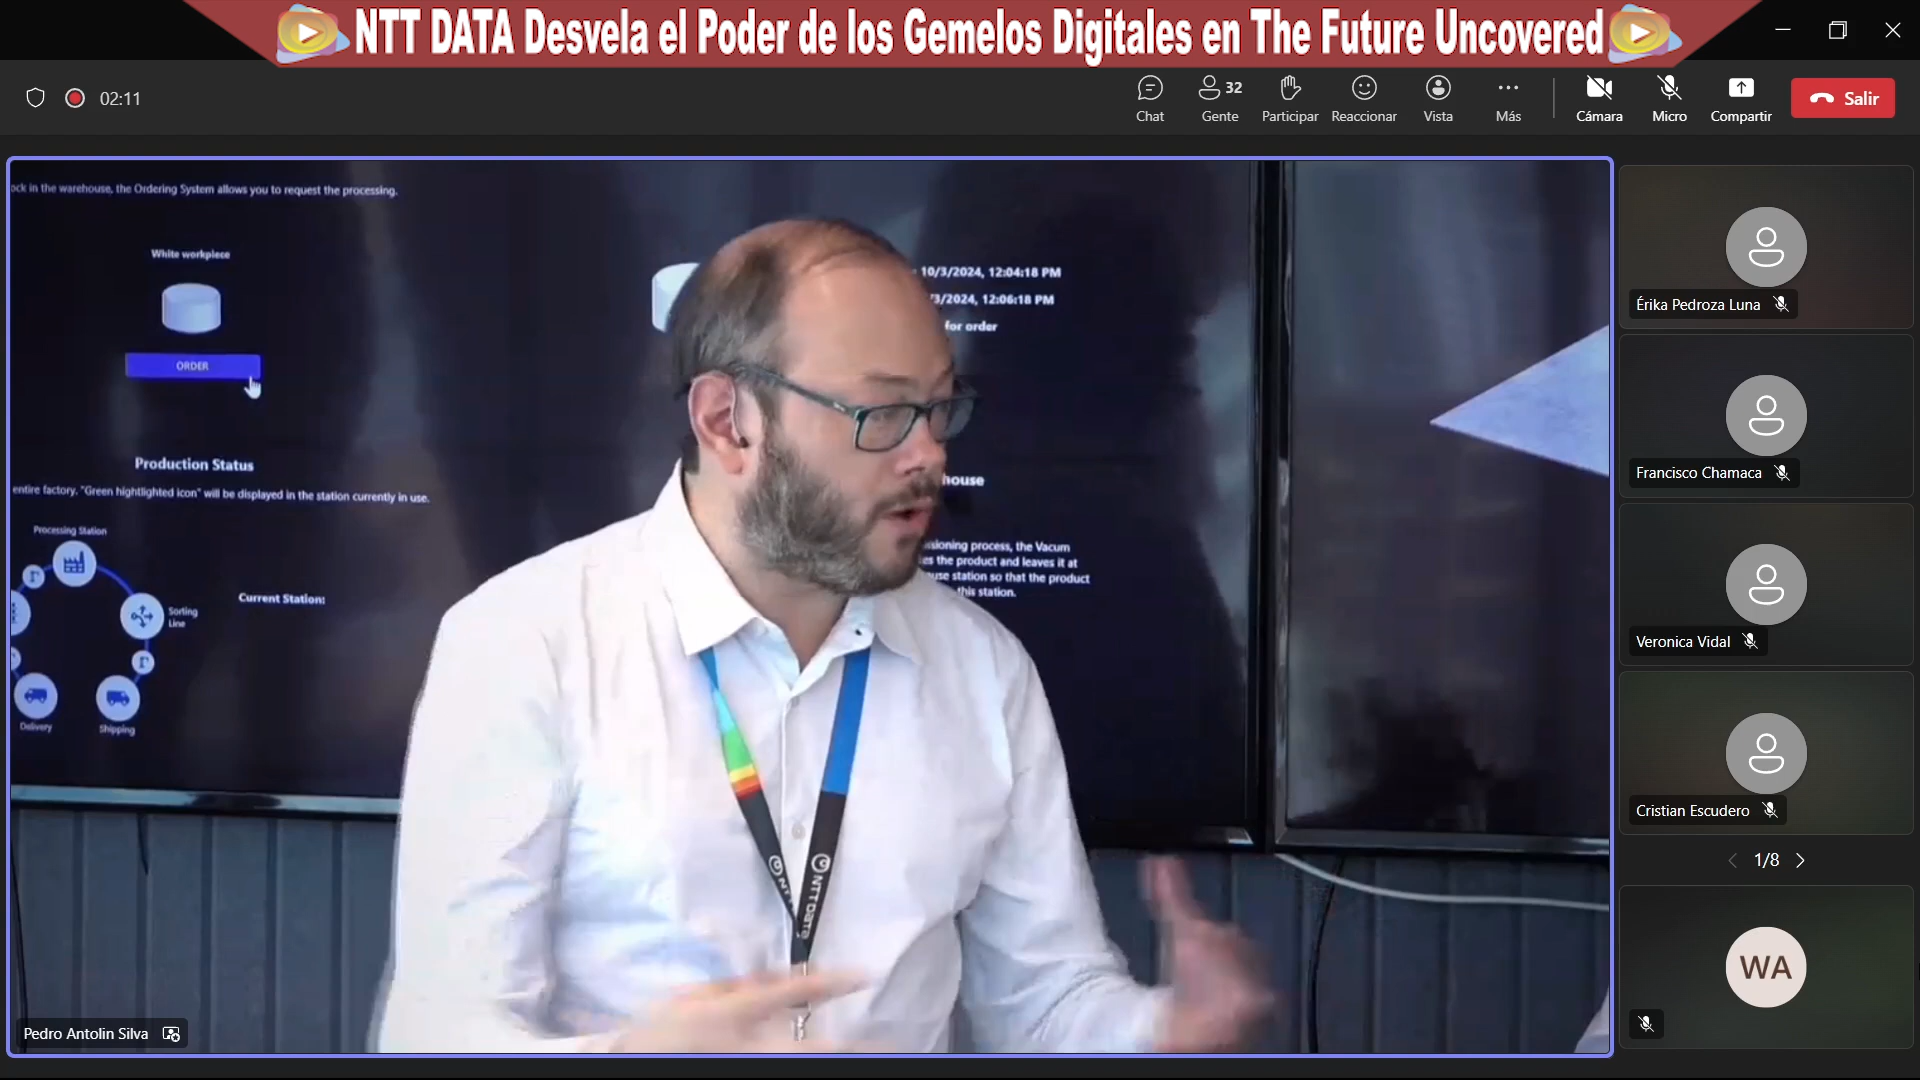 NTT DATA Desvela el Poder de los Gemelos Digitales en The Future Uncovered
02:11
Chat
32
Gente
Participar
Reaccionar
Vista
Más
Cámara
Micro
Compartir
Salir
in the warehouse, the Ordering System allows you to request the processing.
White workpiece
ORDER
10/3/2024, 12:04:18 PM
3/2024, 12:06:18 PM
for order
Production Status
entire factory. "Green hightlighted icon" will be displayed in the station currently in use.
Processing Station
Sorting
Line
Current Station:
Delivery
Shipping
process, the Vacum
the product and leaves it at
station so that the product
this station.
NTT DATA
Pedro Antolin Silva
Érika Pedroza Luna
Francisco Chamaca
Veronica Vidal
Cristian Escudero
1/8
WA